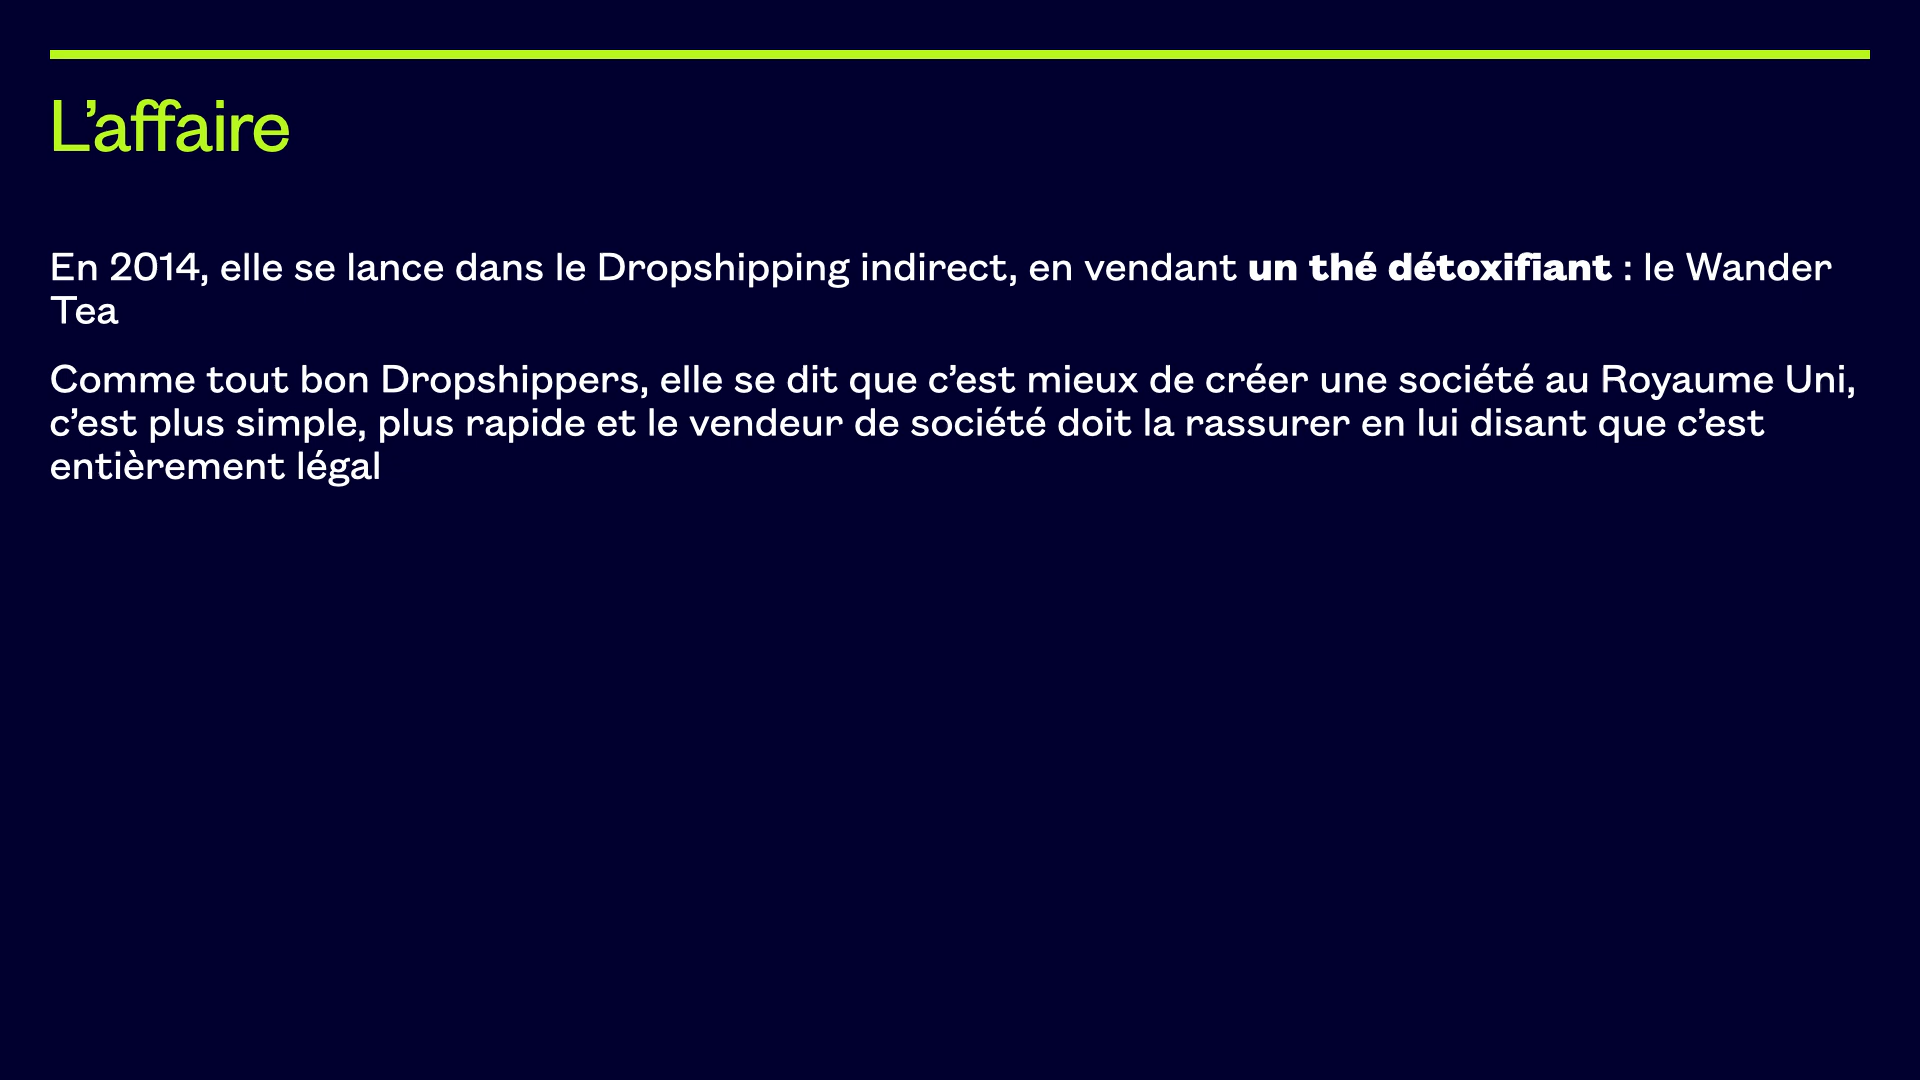 L’affaire
En 2014, elle se lance dans le Dropshipping indirect, en vendant un thé détoxifiant : le Wander
Tea
Comme tout bon Dropshippers, elle se dit que c’est mieux de créer une société au Royaume Uni,
c’est plus simple, plus rapide et le vendeur de société doit la rassurer en lui disant que c’est
entièrement légal